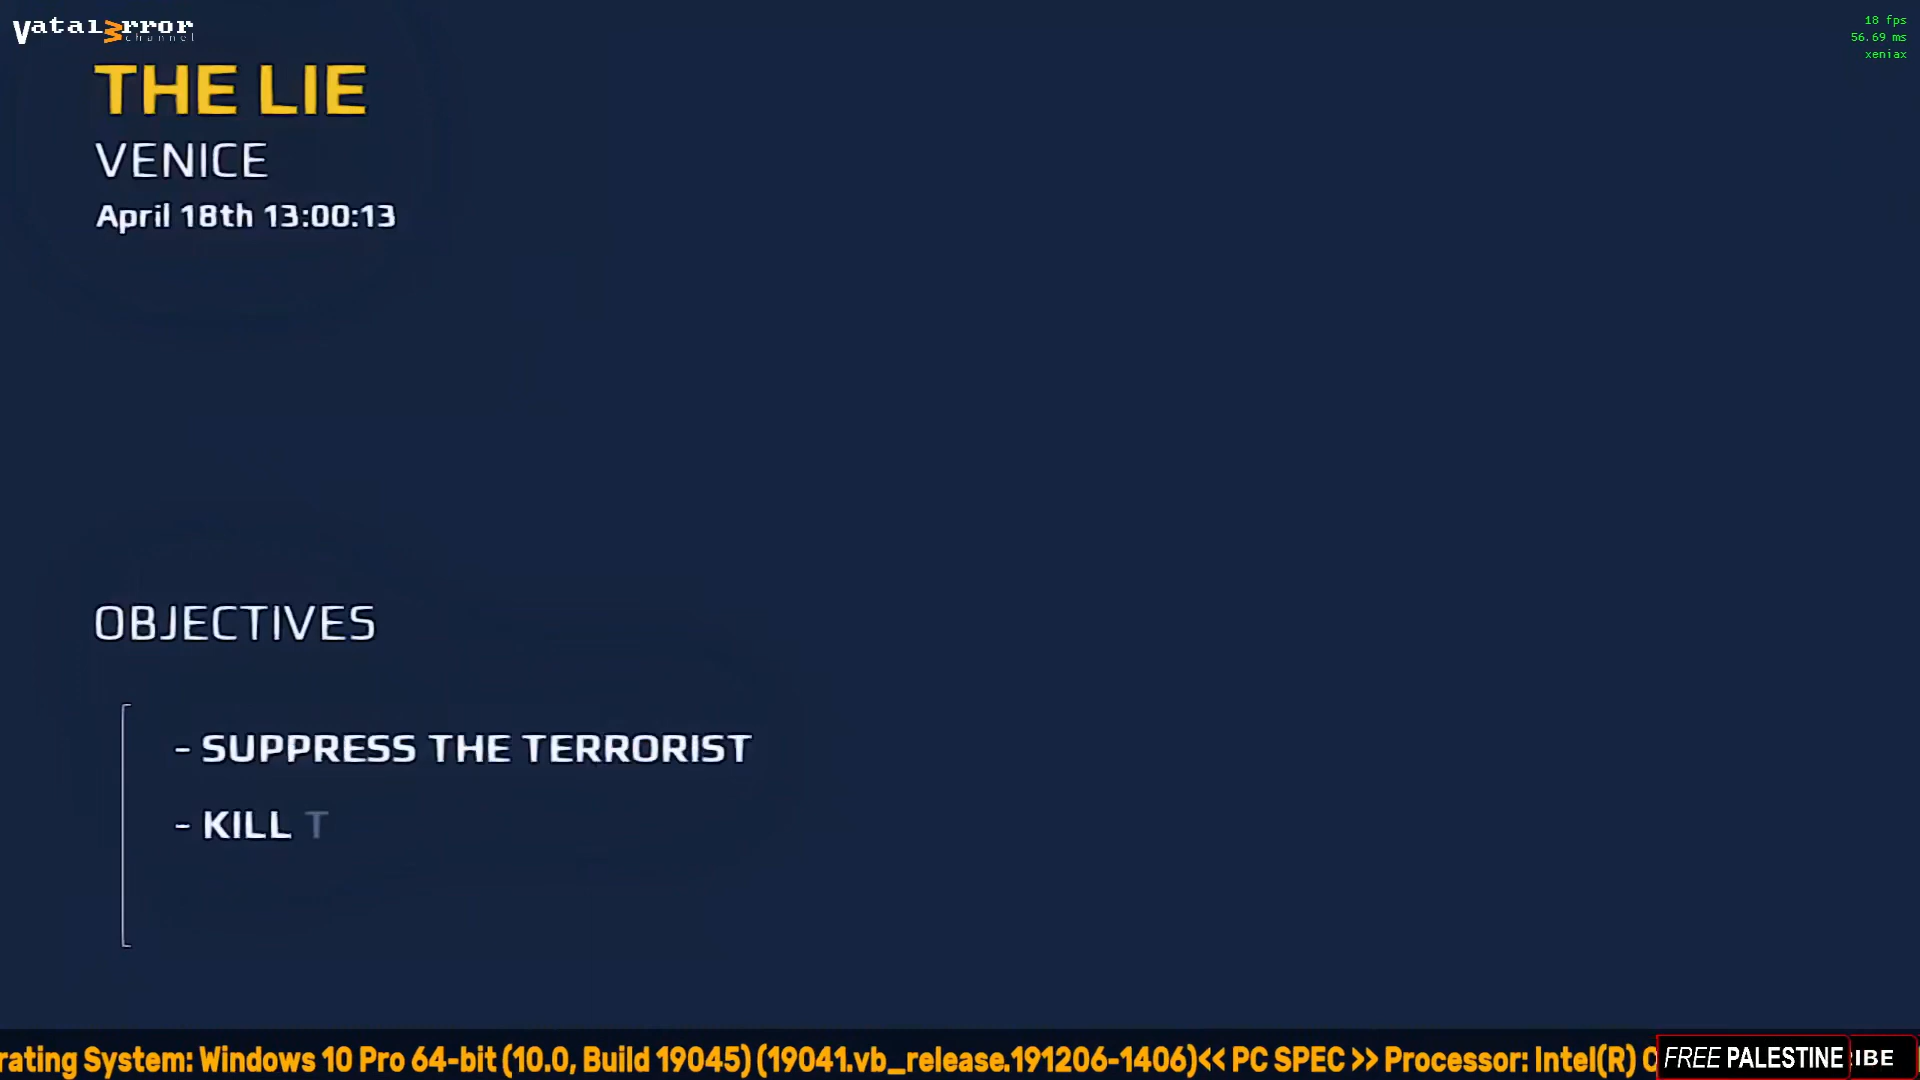 Vatal3rror
channel
18 fps
56.69 ms
xeniax
THE LIE
VENICE
April 18th 13:00:13
OBJECTIVES
- SUPPRESS THE TERRORIST
- KILL T
rating System: Windows 10 Pro 64-bit (10.0, Build 19045) (19041.vb_release.191206-1406)<< PC SPEC >> Processor: Intel(R) C
FREE PALESTINE
IBE